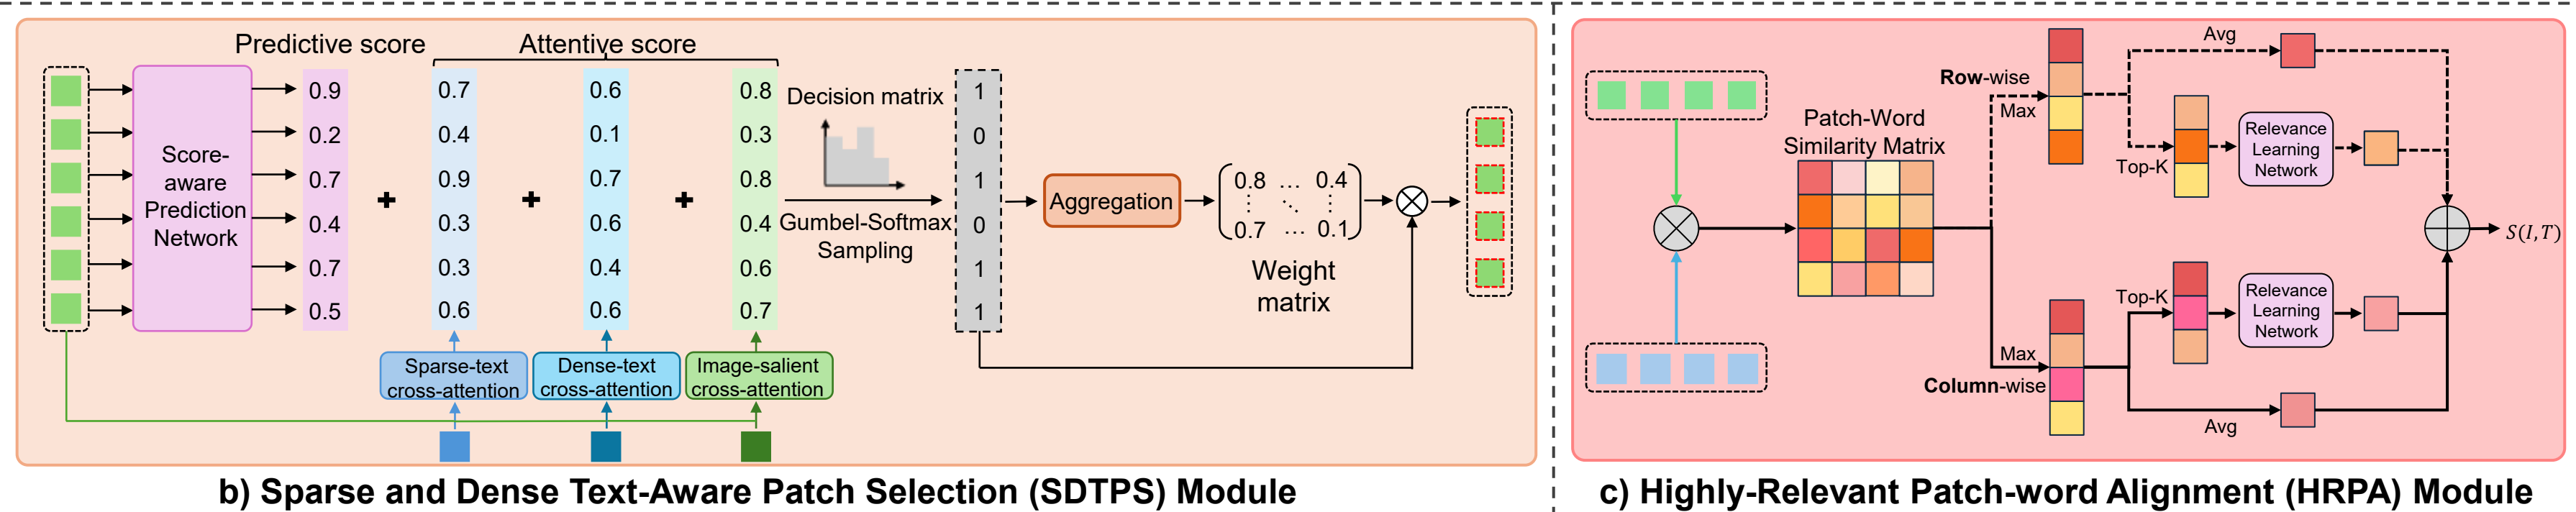 Predictive score
Attentive score
Score-
aware
Prediction
Network
0.9
0.2
0.7
0.4
0.7
0.5
+
0.7
0.4
0.9
0.3
0.3
0.6
+
0.6
0.1
0.7
0.6
0.4
0.6
+
0.8
0.3
0.8
0.4
0.6
0.7
Sparse-text
cross-attention
Dense-text
cross-attention
Image-salient
cross-attention
Decision matrix
Gumbel-Softmax
Sampling
1
0
1
0
1
1
Aggregation
0.8 ... 0.4
⋮ ⋱ ⋮
0.7 ... 0.1
Weight
matrix
b) Sparse and Dense Text-Aware Patch Selection (SDTPS) Module
Patch-Word
Similarity Matrix
Row-wise
Max
Avg
Top-K
Relevance
Learning
Network
Max
Column-wise
Top-K
Relevance
Learning
Network
Avg
S(I,T)
c) Highly-Relevant Patch-word Alignment (HRPA) Module